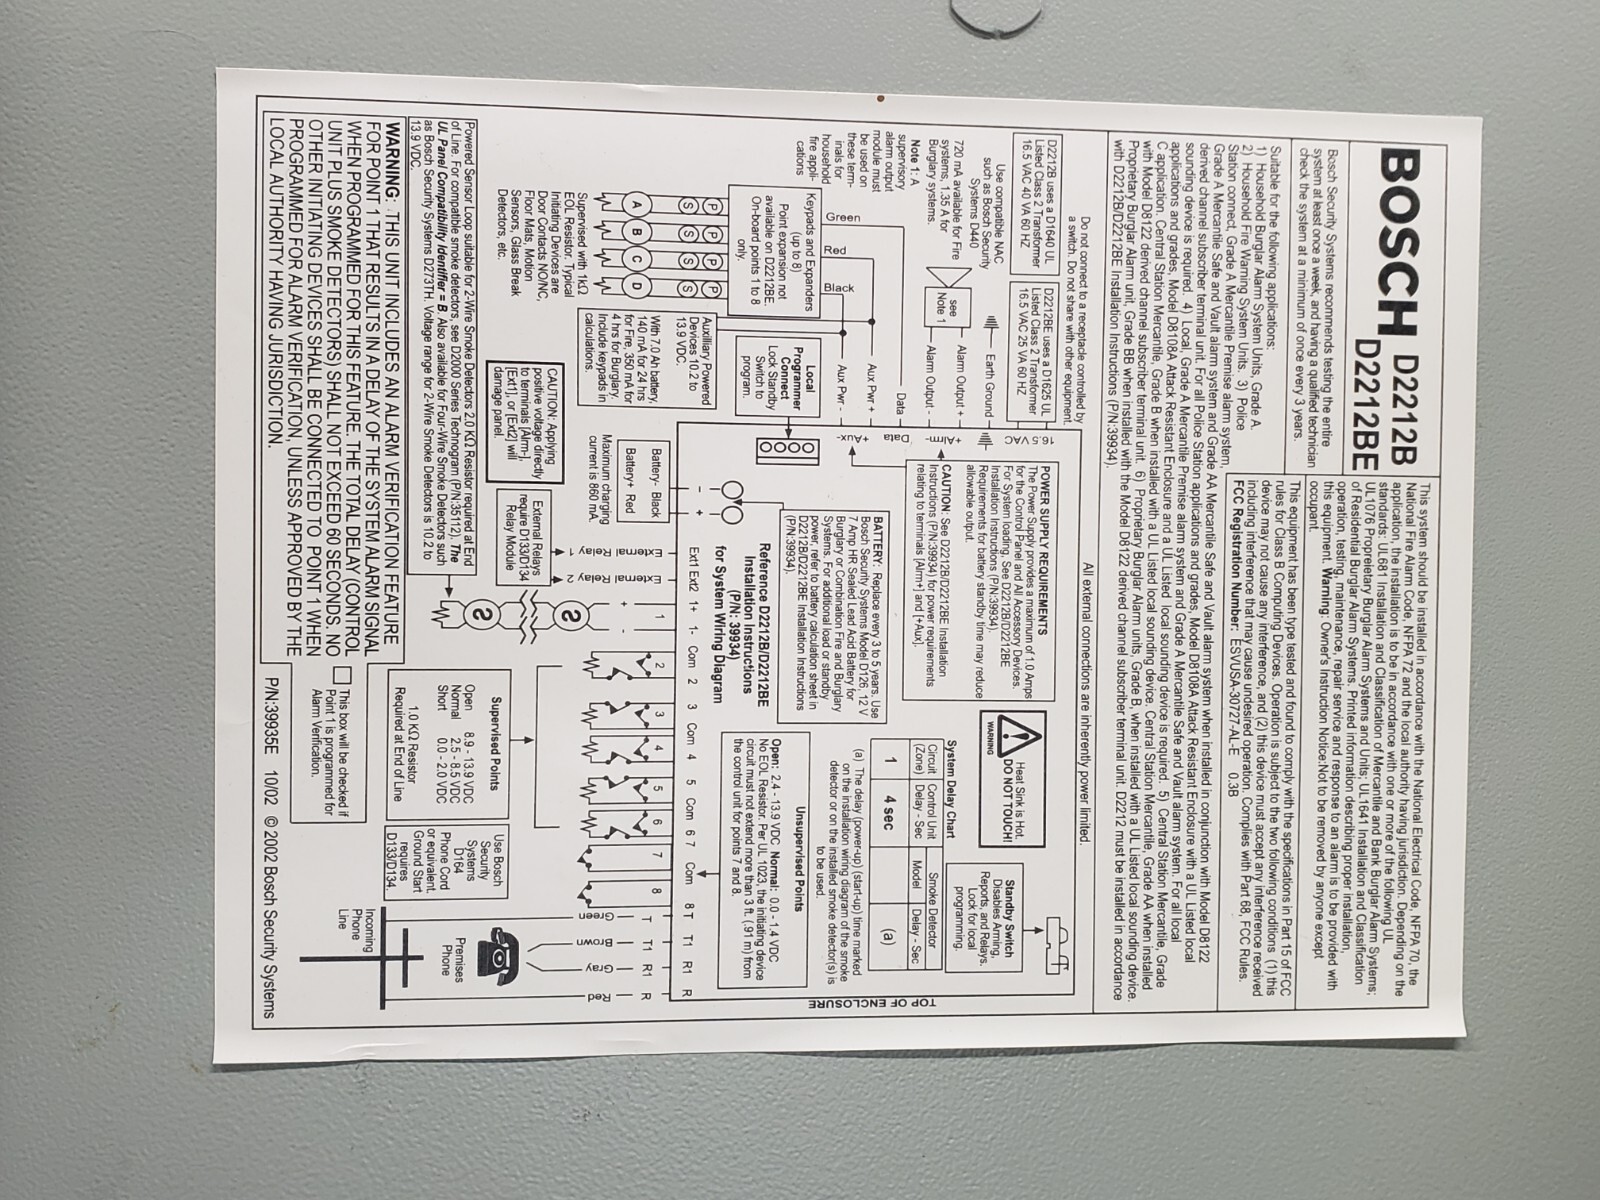 BOSCH D2212B
D2212BE
Bosch Security Systems recommends testing the entire
system at least once a week, and having a qualified technician
check the system at a minimum of once every 3 years.
Suitable for the following applications:
1) Household Burglar Alarm System Units, Grade A.
2) Household Fire Warning System Units. 3) Police
Station connect, Grade A Mercantile Premise alarm system,
Grade A Mercantile Safe and Vault alarm system and Grade AA Mercantile Safe and Vault alarm system when installed in conjunction with Model D8122
derived channel subscriber terminal unit. For all Police Station applications and grades, Model D8108A Attack Resistant Enclosure with a UL Listed local
sounding device is required. 4) Local, Grade A Mercantile Premise alarm system and Grade A Mercantile Safe and Vault alarm system. For all local
applications and grades, Model D8108A Attack Resistant Enclosure and a UL Listed local sounding device is required. 5) Central Station Mercantile, Grade
C application. Central Station Mercantile, Grade B when installed with a UL Listed local sounding device, Central Station Mercantile, Grade AA when installed
with Model D8122 derived channel subscriber terminal unit. 6) Proprietary Burglar Alarm units, Grade B, when installed with a UL Listed local sounding device.
Proprietary Burglar Alarm unit, Grade BB when installed with the Model D8122 derived channel subscriber terminal unit. D2212 must be installed in accordance
with D2212B/D2212BE Installation Instructions (P/N:39934).
This system should be installed in accordance with the National Electrical Code, NFPA 70, the
National Fire Alarm Code, NFPA 72 and the local authority having jurisdiction. Depending on the
application, the installation is to be in accordance with one or more of the following UL
standards: UL681 Installation and Classification of Mercantile and Bank Burglar Alarm Systems;
UL1076 Proprietary Burglar Alarm Systems and Units; UL1641 Installation and Classification
of Residential Burglar Alarm Systems. Printed information describing proper installation,
operation, testing, maintenance, repair service and response to an alarm is to be provided with
this equipment. Warning: Owner's Instruction Notice:Not to be removed by anyone except
occupant.
This equipment has been type tested and found to comply with the specifications in Part 15 of FCC
rules for Class B Computing Devices. Operation is subject to the two following conditions (1) this
device may not cause any interference, and (2) this device must accept any interference received
including interference that may cause undesired operation. Complies with Part 68, FCC Rules.
FCC Registration Number: ESVUSA-30727-AL-E 0.3B
Do not connect to a receptacle controlled by
a switch. Do not share with other equipment.
All external connections are inherently power limited.
D2212B uses a D1640 UL
Listed Class 2 Transformer
16.5 VAC 40 VA 60 HZ
D2212BE uses a D1625 UL
Listed Class 2 Transformer
16.5 VAC 25 VA 60 HZ
Use compatible NAC
such as Bosch Security
Systems D440
720 mA available for Fire
systems, 1.35 A for
Burglary systems.
see
Note 1
Note 1: A
supervisory
alarm output
module must
be used on
these term-
inals for
household
fire appli-
cations
Earth Ground
Alarm Output +
Alarm Output -
Data
Aux Pwr +
Aux Pwr -
16.5 VAC
+Alrm-
Data
+Aux-
Green
Red
Black
Keypads and Expanders
(up to 8)
Point expansion not
available on D2212BE.
On-board points 1 to 8
only.
P P P P
S S S S
A B C D
Supervised with 1kΩ
EOL Resistor. Typical
Initiating Devices are
Door Contacts NO/NC,
Floor Mats, Motion
Sensors, Glass Break
Detectors, etc.
Local
Programmer
Connect
Lock Standby
Switch to
program.
Auxilliary Powered
Devices 10.2 to
13.9 VDC.
With 7.0 Ah battery,
140 mA for 24 hrs
for Fire, 350 mA for
4 hrs for Burglary.
Include keypads in
calculations.
CAUTION: Applying
positive voltage directly
to terminals [Alrm-],
[Ext1], or [Ext2] will
damage panel.
POWER SUPPLY REQUIREMENTS
The Power Supply provides a maximum of 1.0 Amps
for the Control Panel and All Accessory Devices.
For System loading, See D2212B/D2212BE
Installation Instructions (P/N:39934).
Requirements for battery standby time may reduce
allowable output.
CAUTION: See D2212B/D2212BE Installation
Instructions (P/N:39934) for power requirements
relating to terminals [Alrm+] and [+Aux].
BATTERY: Replace every 3 to 5 years. Use
Bosch Security Systems Model D126, 12 V
7 Amp HR Sealed Lead Acid Battery for
Burglary or Combination Fire and Burglary
Systems. For additional load or standby
power, refer to battery calculation sheet in
D2212B/D2212BE Installation Instructions
(P/N:39934).
Reference D2212B/D2212BE
Installation Instructions
(P/N: 39934)
for System Wiring Diagram
Battery- Black
Battery+ Red
Maximum charging
current is 860 mA.
- +
External Relays
require D133/D134
Relay Module
External Relay 1
External Relay 2
WARNING
Heat Sink is Hot.
DO NOT TOUCH!
System Delay Chart
Circuit (Zone)
Control Unit Delay - Sec
Smoke Detector
Model
Delay - Sec
1
4 sec
(a)
(a) The delay (power-up) (start-up) time marked
on the installation wiring diagram of the smoke
detector or on the installed smoke detector(s) is
to be used.
Standby Switch
Disables Arming,
Reports, and Relays,
Lock for local
programming.
TOP OF ENCLOSURE
Unsupervised Points
Open: 2.4 - 13.9 VDC Normal: 0.0 - 1.4 VDC
No EOL Resistor. Per UL 1023, the initiating device
circuit must not extend more than 3 ft. (.91 m) from
the control unit for points 7 and 8.
Ext1 Ext2 1+ 1- Com 2 3 Com 4 5 Com 6 7 Com 8 T T1 R1 R
+ 1 -
2 3 4 5 6 7 8
T T1 R1 R
Green
Brown
Gray
Red
Supervised Points
Open 8.9 - 13.9 VDC
Normal 2.5 - 8.5 VDC
Short 0.0 - 2.0 VDC
1.0 KΩ Resistor
Required at End of Line
Use Bosch
Security
Systems
D164
Phone Cord
or equivalent.
Ground Start
requires
D133/D134.
Premises
Phone
Incoming
Phone
Line
Powered Sensor Loop suitable for 2-Wire Smoke Detectors 2.0 KΩ Resistor required at End
of Line. For compatible smoke detectors, see D2000 Series Technogram (P/N:35112). The
UL Panel Compatibility Identifier = B. Also available for Four-Wire Smoke Detectors such
as Bosch Security Systems D273TH. Voltage range for 2-Wire Smoke Detectors is 10.2 to
13.9 VDC.
WARNING: THIS UNIT INCLUDES AN ALARM VERIFICATION FEATURE
FOR POINT 1 THAT RESULTS IN A DELAY OF THE SYSTEM ALARM SIGNAL
WHEN PROGRAMMED FOR THIS FEATURE. THE TOTAL DELAY (CONTROL
UNIT PLUS SMOKE DETECTORS) SHALL NOT EXCEED 60 SECONDS. NO
OTHER INITIATING DEVICES SHALL BE CONNECTED TO POINT 1 WHEN
PROGRAMMED FOR ALARM VERIFICATION, UNLESS APPROVED BY THE
LOCAL AUTHORITY HAVING JURISDICTION.
This box will be checked if
Point 1 is programmed for
Alarm Verification.
P/N:39935E 10/02 ©2002 Bosch Security Systems